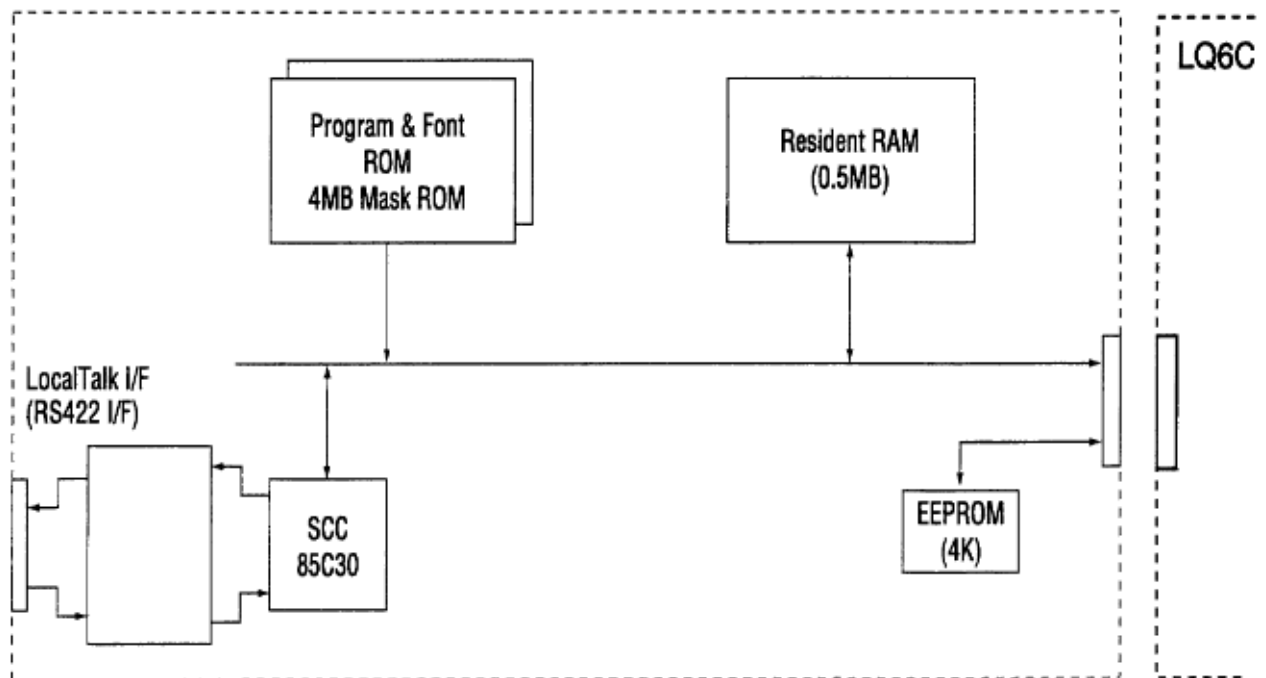 LQ6C
Program & Font
ROM
4MB Mask ROM
Resident RAM
(0.5MB)
LocalTalk I/F
(RS422 I/F)
SCC
85C30
EEPROM
(4K)